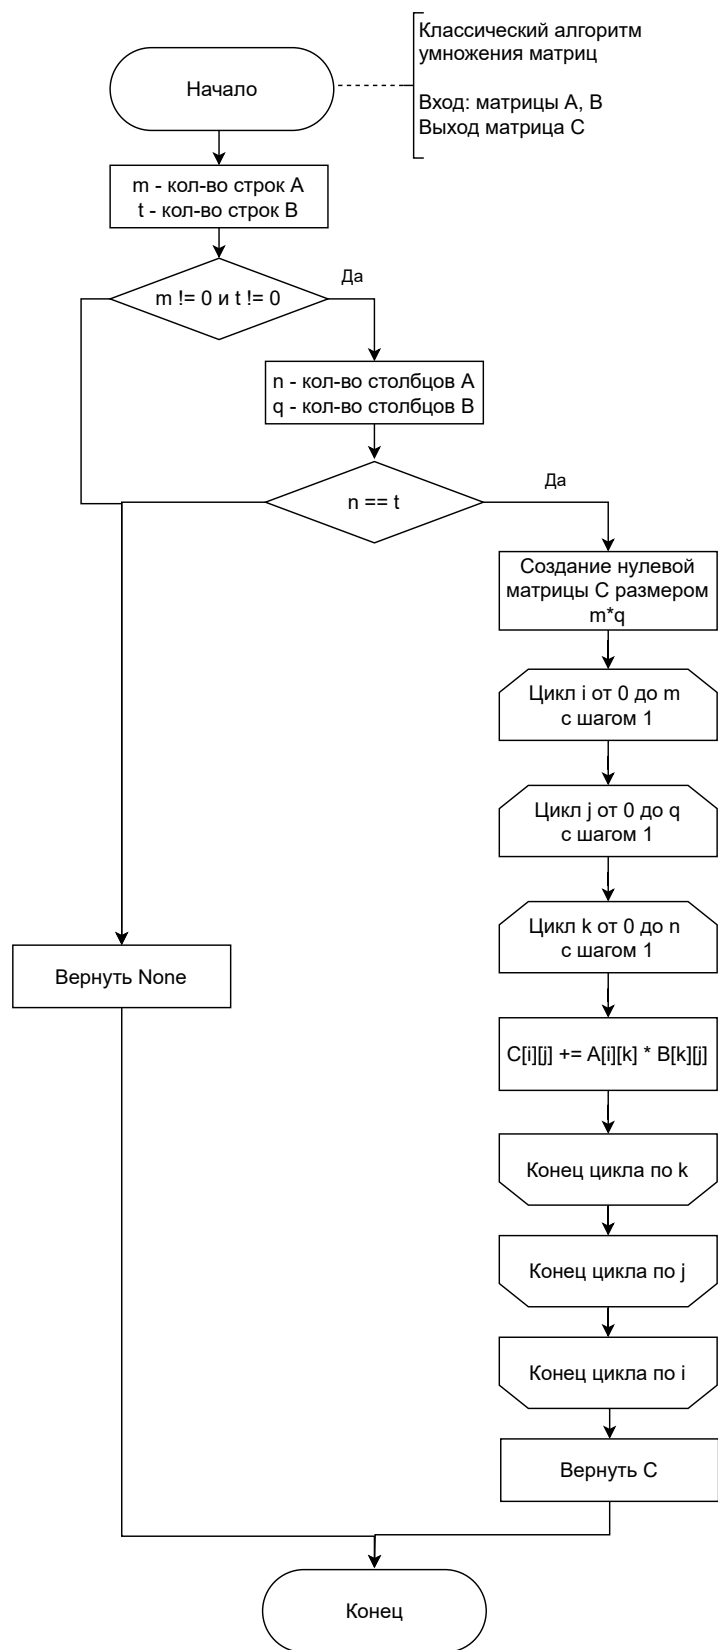 Классический алгоритм
умножения матриц
Вход: матрицы A, B
Выход матрица C
Начало
m - кол-во строк A
t - кол-во строк B
m != 0 и t != 0
Да
n - кол-во столбцов A
q - кол-во столбцов B
n == t
Да
Создание нулевой
матрицы C размером
m*q
Цикл i от 0 до m
с шагом 1
Цикл j от 0 до q
с шагом 1
Цикл k от 0 до n
с шагом 1
Вернуть None
C[i][j] += A[i][k] * B[k][j]
Конец цикла по k
Конец цикла по j
Конец цикла по i
Вернуть C
Конец